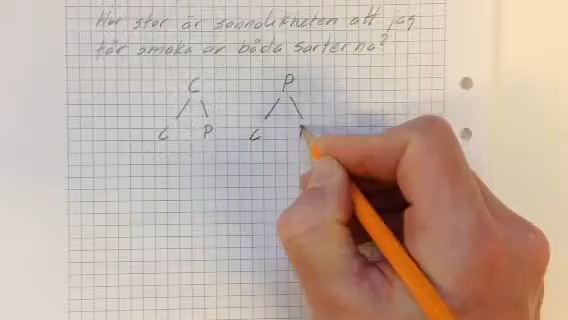 Hur stor är sannolikheten att jag
får smaka av båda sorterna?
C P
C P C